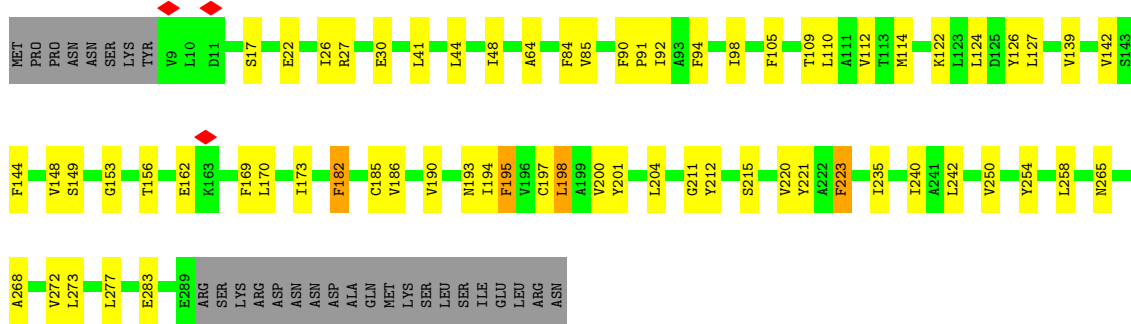 MET PRO PRO ASN ASN SER LYS TYR V9 L10 D11 S17 E22 I26 R27 E30 L41 L44 I48 A64 F84 V85 F90 P91 I92 A93 F94 I98 F105 T109 L110 A111 V112 T113 M114 K122 L123 L124 D125 Y126 L127 V139 V142 S143
F144 V148 S149 G153 T156 E162 K163 F169 L170 I173 F182 C185 V186 V190 N193 I194 F195 V196 C197 L198 A199 V200 Y201 L204 G211 Y212 S215 V220 Y221 A222 F223 I235 I240 A241 L242 V250 Y254 L258 N265
A268 V272 L273 L277 E283 E289 ARG SER LYS ARG ASP ASN ASN ASP ALA GLN MET LYS SER LEU SER ILE GLU LEU ARG ASN